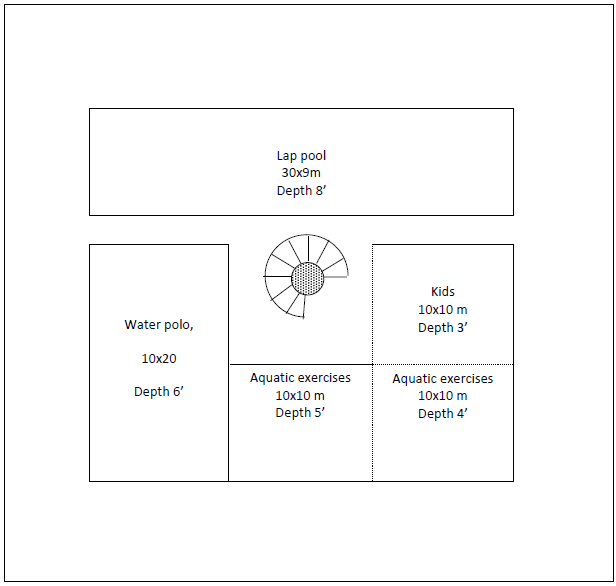 Lap pool
30x9m
Depth 8’
Kids
10x10 m
Depth 3’
Water polo,
10x20
Depth 6’
Aquatic exercises
10x10 m
Depth 5’
Aquatic exercises
10x10 m
Depth 4’